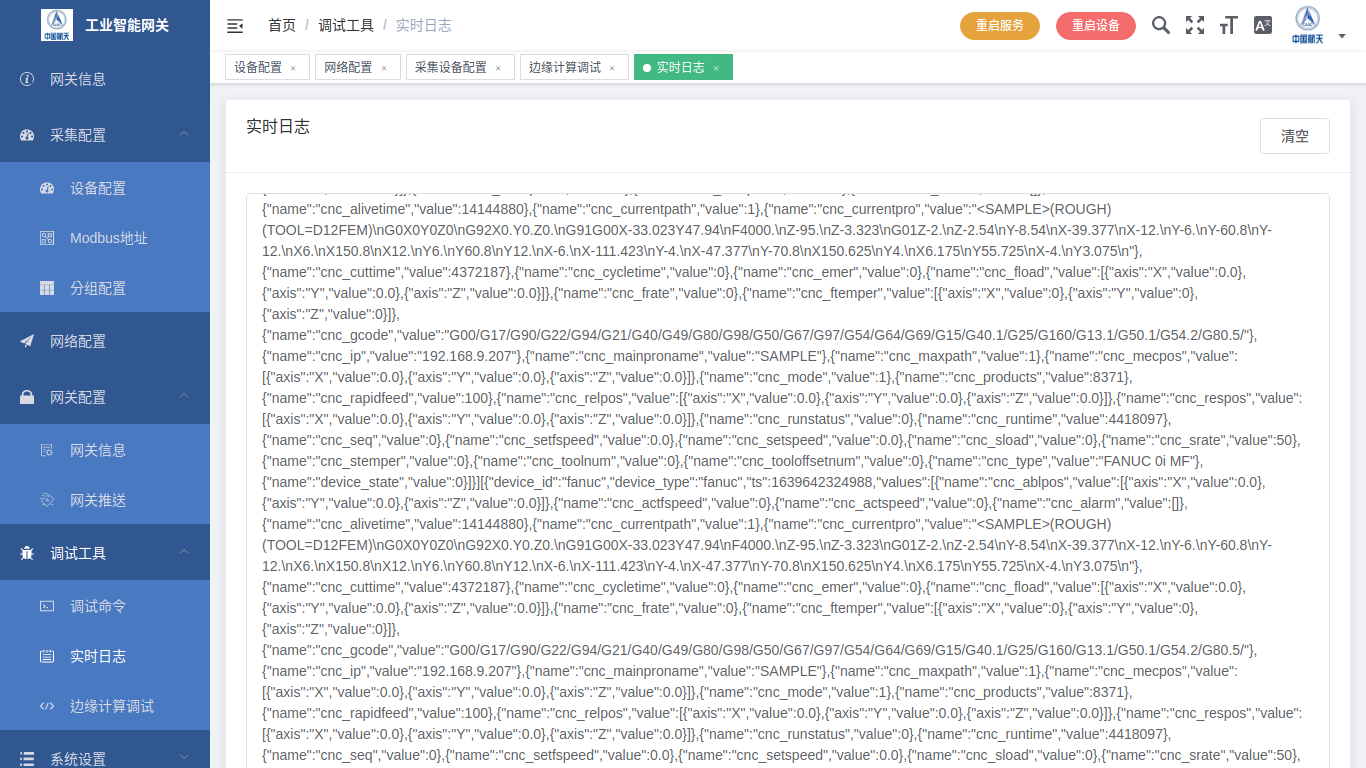 中国航天
工业智能网关
首页 / 调试工具 / 实时日志
重启服务
重启设备
中国航天
设备配置 ×
网络配置 ×
采集设备配置 ×
边缘计算调试 ×
实时日志 ×
网关信息
采集配置
设备配置
Modbus地址
分组配置
网络配置
网关配置
网关信息
网关推送
调试工具
调试命令
实时日志
边缘计算调试
系统设置
实时日志
清空
{"name":"cnc_alivetime","value":14144880},{"name":"cnc_currentpath","value":1},{"name":"cnc_currentpro","value":"<SAMPLE>(ROUGH)
(TOOL=D12FEM)\nG0X0Y0Z0\nG92X0.Y0.Z0.\nG91G00X-33.023Y47.94\nF4000.\nZ-95.\nZ-3.323\nG01Z-2.\nZ-2.54\nY-8.54\nX-39.377\nX-12.\nY-6.\nY-60.8\nY-
12.\nX6.\nX150.8\nX12.\nY6.\nY60.8\nY12.\nX-6.\nX-111.423\nY-4.\nX-47.377\nY-70.8\nX150.625\nY4.\nX6.175\nY55.725\nX-4.\nY3.075\n"},
{"name":"cnc_cuttime","value":4372187},{"name":"cnc_cycletime","value":0},{"name":"cnc_emer","value":0},{"name":"cnc_fload","value":[{"axis":"X","value":0.0},
{"axis":"Y","value":0.0},{"axis":"Z","value":0.0}]},{"name":"cnc_frate","value":0},{"name":"cnc_ftemper","value":[{"axis":"X","value":0},{"axis":"Y","value":0},
{"axis":"Z","value":0}]},
{"name":"cnc_gcode","value":"G00/G17/G90/G22/G94/G21/G40/G49/G80/G98/G50/G67/G97/G54/G64/G69/G15/G40.1/G25/G160/G13.1/G50.1/G54.2/G80.5/"},
{"name":"cnc_ip","value":"192.168.9.207"},{"name":"cnc_mainproname","value":"SAMPLE"},{"name":"cnc_maxpath","value":1},{"name":"cnc_mecpos","value":
[{"axis":"X","value":0.0},{"axis":"Y","value":0.0},{"axis":"Z","value":0.0}]},{"name":"cnc_mode","value":1},{"name":"cnc_products","value":8371},
{"name":"cnc_rapidfeed","value":100},{"name":"cnc_relpos","value":[{"axis":"X","value":0.0},{"axis":"Y","value":0.0},{"axis":"Z","value":0.0}]},{"name":"cnc_respos","value":
[{"axis":"X","value":0.0},{"axis":"Y","value":0.0},{"axis":"Z","value":0.0}]},{"name":"cnc_runstatus","value":0},{"name":"cnc_runtime","value":4418097},
{"name":"cnc_seq","value":0},{"name":"cnc_setfspeed","value":0.0},{"name":"cnc_setspeed","value":0.0},{"name":"cnc_sload","value":0},{"name":"cnc_srate","value":50},
{"name":"cnc_stemper","value":0},{"name":"cnc_toolnum","value":0},{"name":"cnc_tooloffsetnum","value":0},{"name":"cnc_type","value":"FANUC 0i MF"},
{"name":"device_state","value":0}]}][{"device_id":"fanuc","device_type":"fanuc","ts":1639642324988,"values":[{"name":"cnc_ablpos","value":[{"axis":"X","value":0.0},
{"axis":"Y","value":0.0},{"axis":"Z","value":0.0}]},{"name":"cnc_actfspeed","value":0},{"name":"cnc_actspeed","value":0},{"name":"cnc_alarm","value":[]},
{"name":"cnc_alivetime","value":14144880},{"name":"cnc_currentpath","value":1},{"name":"cnc_currentpro","value":"<SAMPLE>(ROUGH)
(TOOL=D12FEM)\nG0X0Y0Z0\nG92X0.Y0.Z0.\nG91G00X-33.023Y47.94\nF4000.\nZ-95.\nZ-3.323\nG01Z-2.\nZ-2.54\nY-8.54\nX-39.377\nX-12.\nY-6.\nY-60.8\nY-
12.\nX6.\nX150.8\nX12.\nY6.\nY60.8\nY12.\nX-6.\nX-111.423\nY-4.\nX-47.377\nY-70.8\nX150.625\nY4.\nX6.175\nY55.725\nX-4.\nY3.075\n"},
{"name":"cnc_cuttime","value":4372187},{"name":"cnc_cycletime","value":0},{"name":"cnc_emer","value":0},{"name":"cnc_fload","value":[{"axis":"X","value":0.0},
{"axis":"Y","value":0.0},{"axis":"Z","value":0.0}]},{"name":"cnc_frate","value":0},{"name":"cnc_ftemper","value":[{"axis":"X","value":0},{"axis":"Y","value":0},
{"axis":"Z","value":0}]},
{"name":"cnc_gcode","value":"G00/G17/G90/G22/G94/G21/G40/G49/G80/G98/G50/G67/G97/G54/G64/G69/G15/G40.1/G25/G160/G13.1/G50.1/G54.2/G80.5/"},
{"name":"cnc_ip","value":"192.168.9.207"},{"name":"cnc_mainproname","value":"SAMPLE"},{"name":"cnc_maxpath","value":1},{"name":"cnc_mecpos","value":
[{"axis":"X","value":0.0},{"axis":"Y","value":0.0},{"axis":"Z","value":0.0}]},{"name":"cnc_mode","value":1},{"name":"cnc_products","value":8371},
{"name":"cnc_rapidfeed","value":100},{"name":"cnc_relpos","value":[{"axis":"X","value":0.0},{"axis":"Y","value":0.0},{"axis":"Z","value":0.0}]},{"name":"cnc_respos","value":
[{"axis":"X","value":0.0},{"axis":"Y","value":0.0},{"axis":"Z","value":0.0}]},{"name":"cnc_runstatus","value":0},{"name":"cnc_runtime","value":4418097},
{"name":"cnc_seq","value":0},{"name":"cnc_setfspeed","value":0.0},{"name":"cnc_setspeed","value":0.0},{"name":"cnc_sload","value":0},{"name":"cnc_srate","value":50},